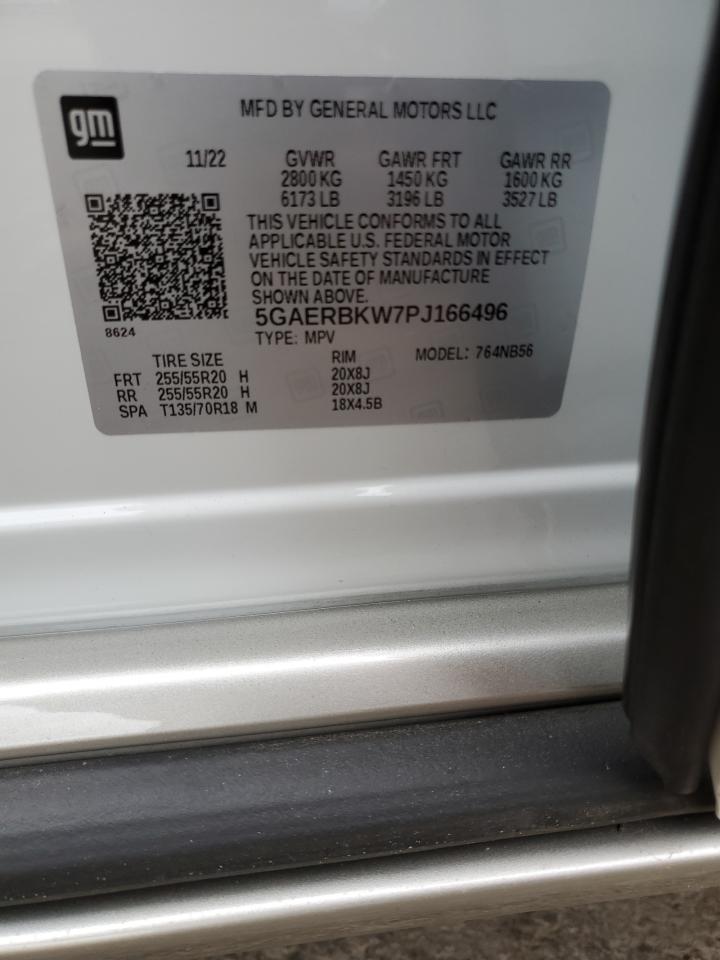 gm
MFD BY GENERAL MOTORS LLC
11/22 GVWR GAWR FRT GAWR RR
2800 KG 1450 KG 1600 KG
6173 LB 3196 LB 3527 LB
THIS VEHICLE CONFORMS TO ALL
APPLICABLE U.S. FEDERAL MOTOR
VEHICLE SAFETY STANDARDS IN EFFECT
ON THE DATE OF MANUFACTURE
SHOWN ABOVE.
8624
5GAERBKW7PJ166496
TYPE: MPV
TIRE SIZE RIM MODEL: 764NB56
FRT 255/55R20 H 20X8J
RR 255/55R20 H 20X8J
SPA T135/70R18 M 18X4.5B